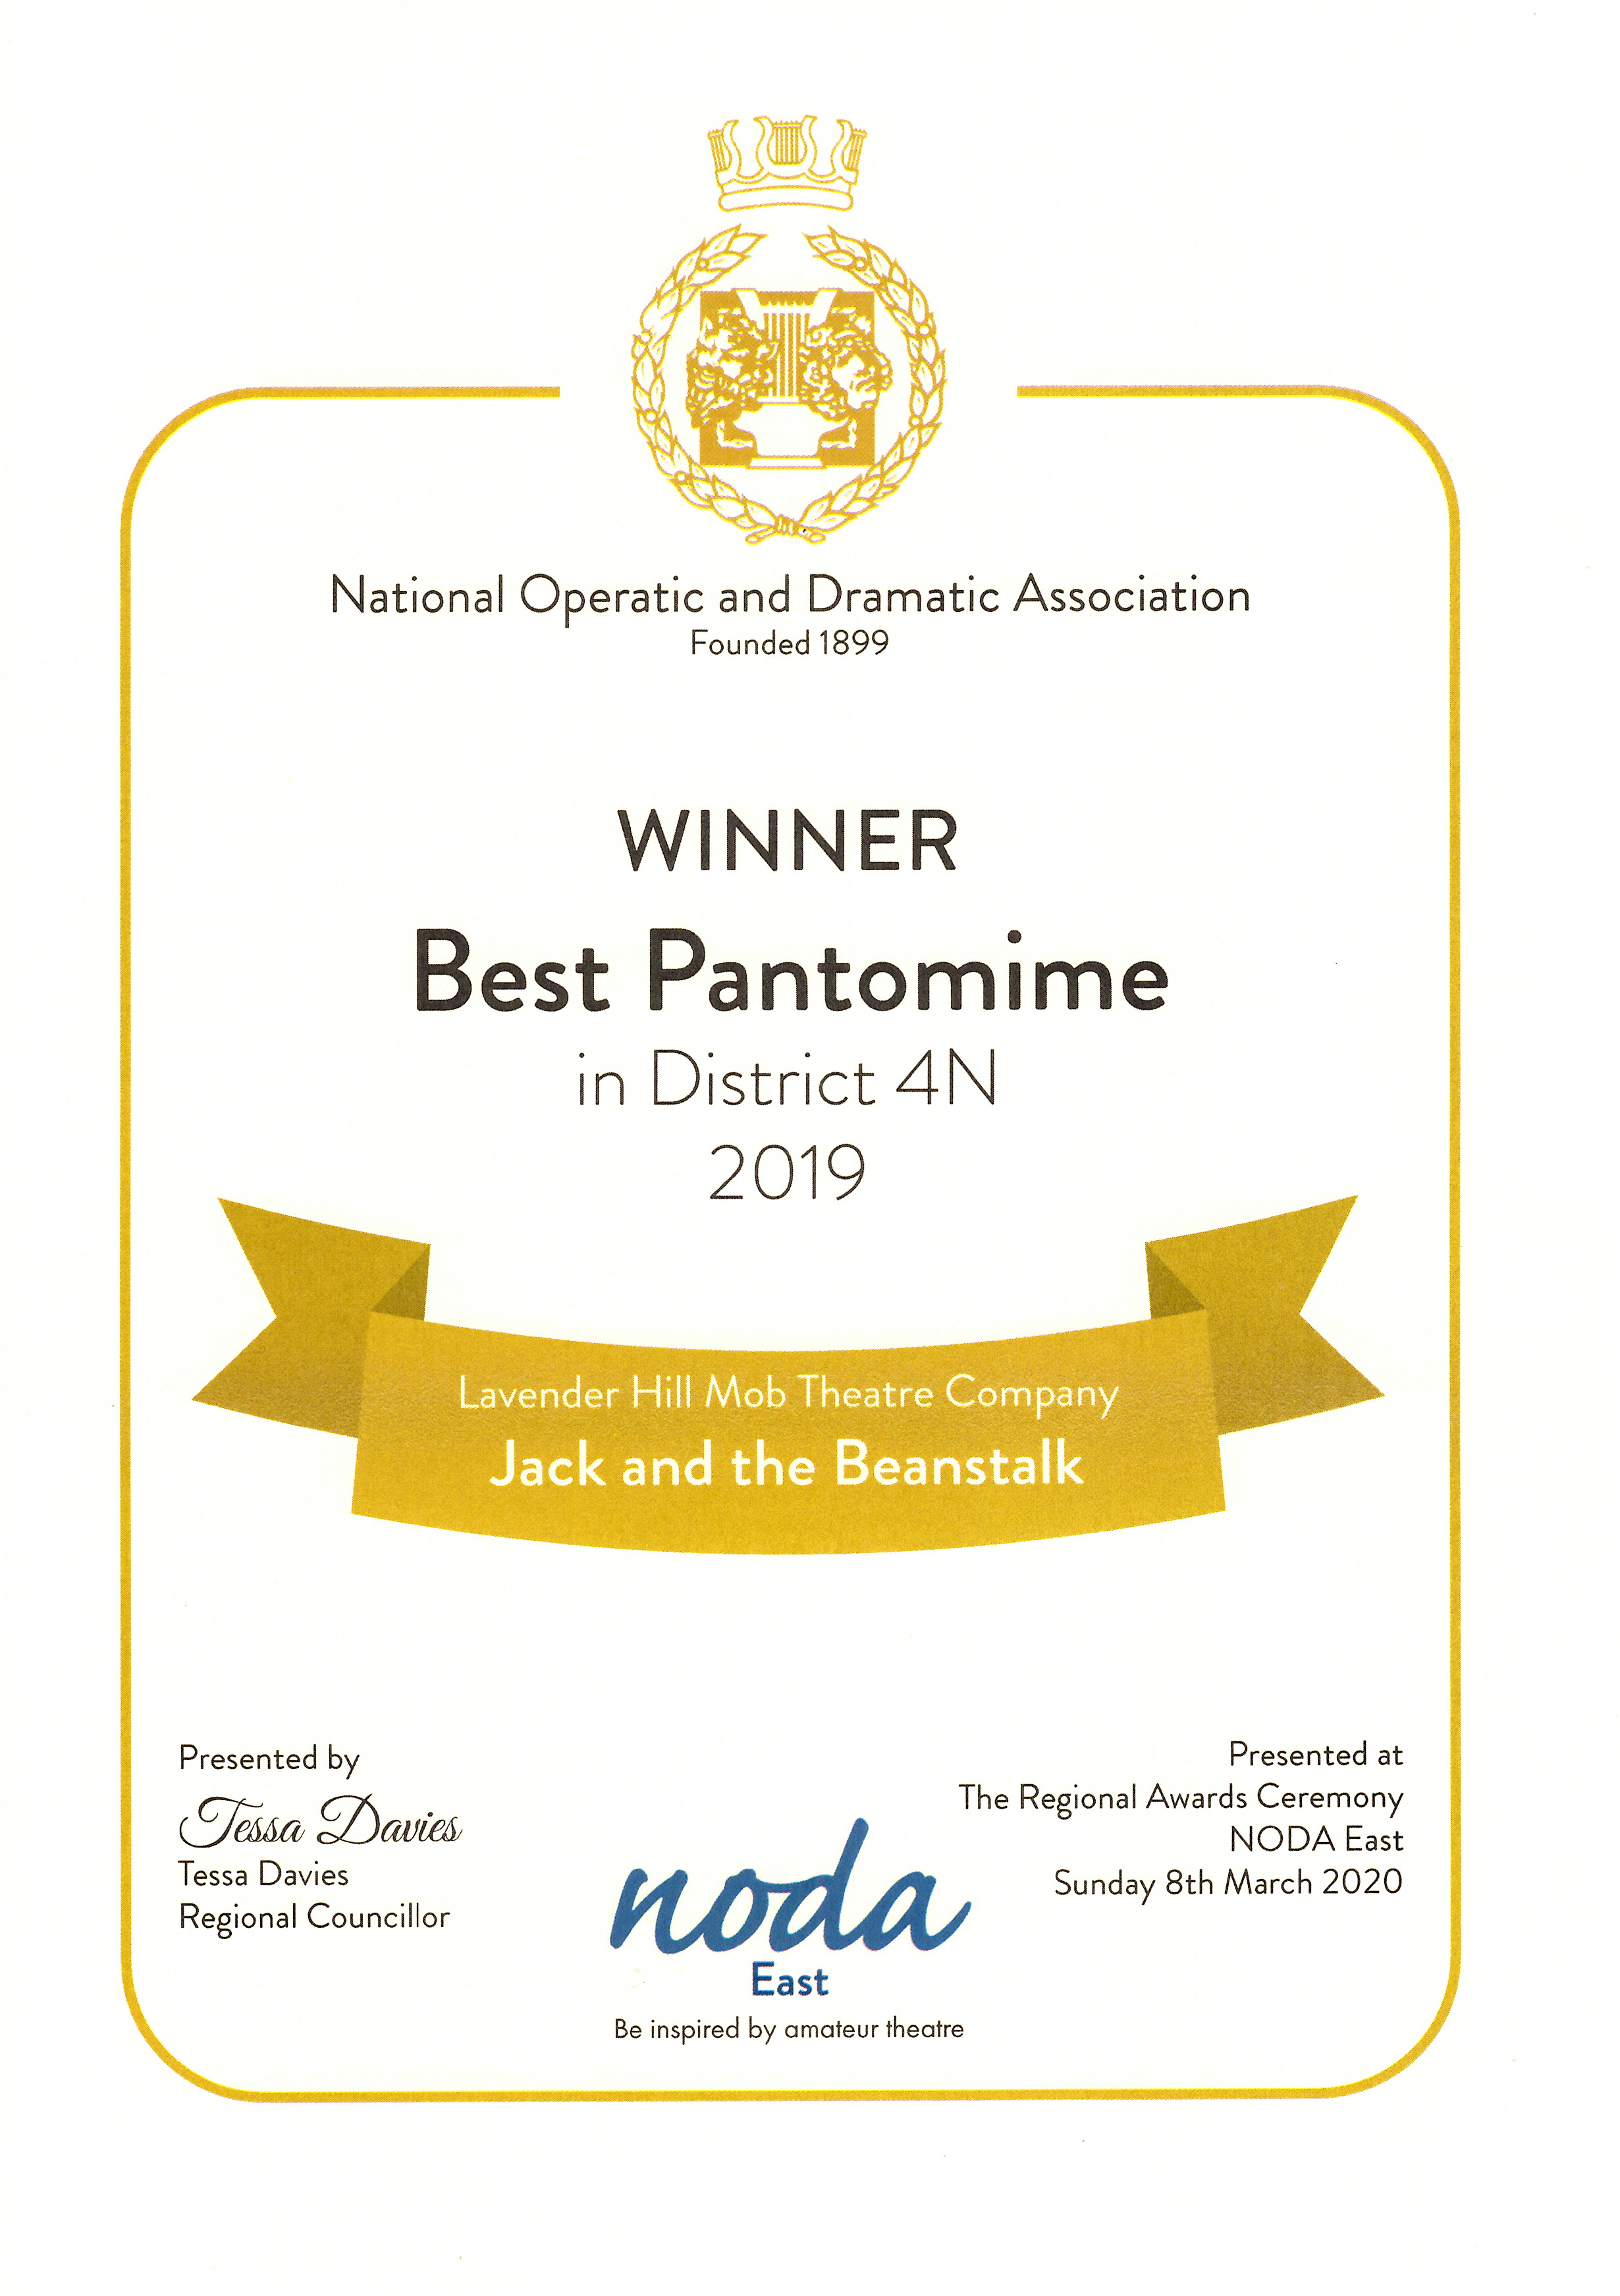 National Operatic and Dramatic Association
Founded 1899
WINNER
Best Pantomime
in District 4N
2019
Lavender Hill Mob Theatre Company
Jack and the Beanstalk
Presented by
Tessa Davies
Tessa Davies
Regional Councillor
Presented at
The Regional Awards Ceremony
NODA East
Sunday 8th March 2020
noda
East
Be inspired by amateur theatre